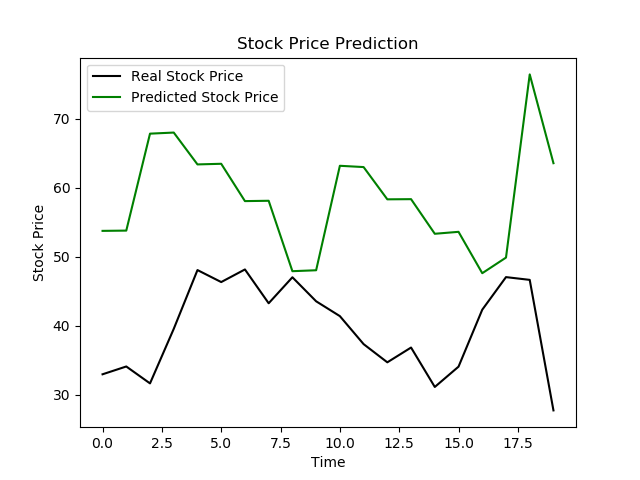 Stock Price Prediction
Real Stock Price
Predicted Stock Price
Stock Price
70
60
50
40
30
0.0 2.5 5.0 7.5 10.0 12.5 15.0 17.5
Time